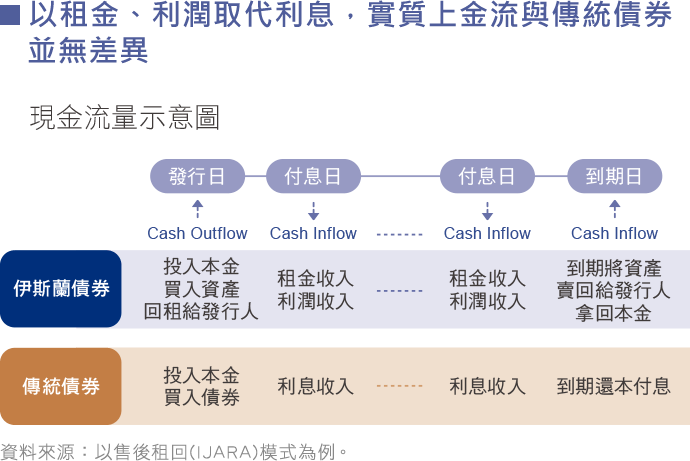 以租金、利潤取代利息，實質上金流與傳統債券
並無差異
現金流量示意圖
發行日 付息日 付息日 到期日
Cash Outflow Cash Inflow Cash Inflow Cash Inflow
伊斯蘭債券
投入本金
買入資產
回租給發行人
租金收入
利潤收入
租金收入
利潤收入
到期將資產
賣回給發行人
拿回本金
傳統債券
投入本金
買入債券
利息收入
利息收入
到期還本付息
資料來源：以售後租回(IJARA)模式為例。